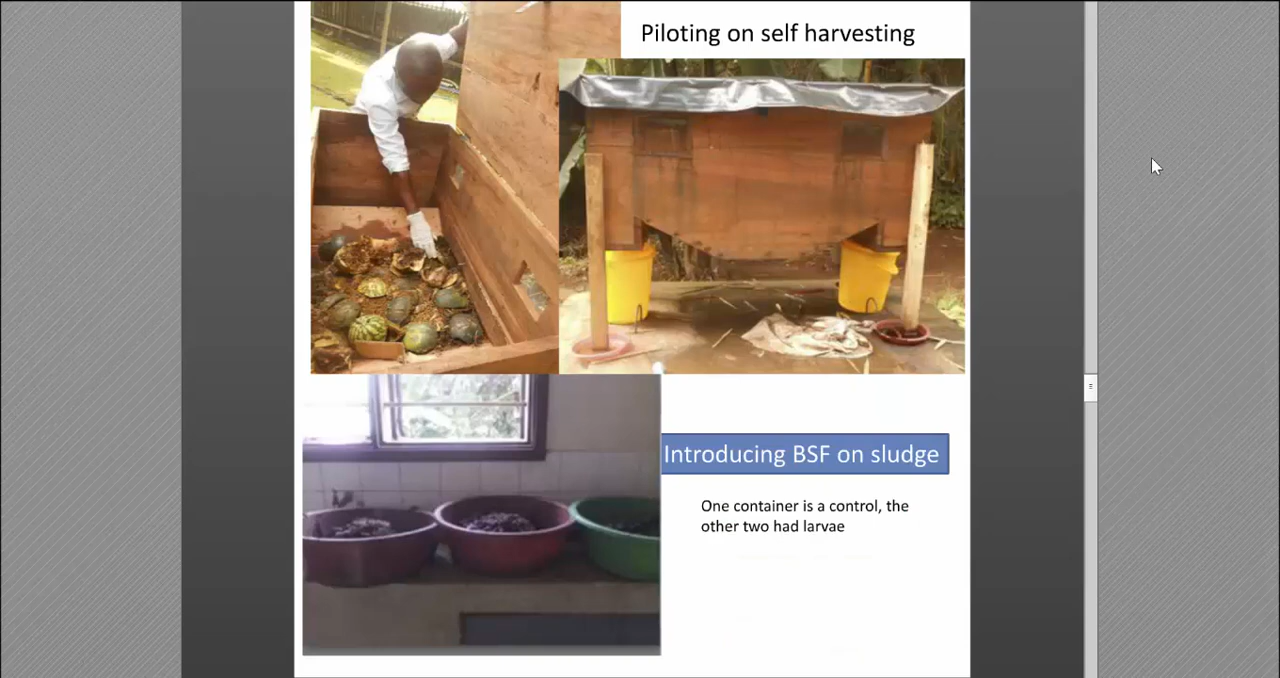 Piloting on self harvesting
Introducing BSF on sludge
One container is a control, the
other two had larvae